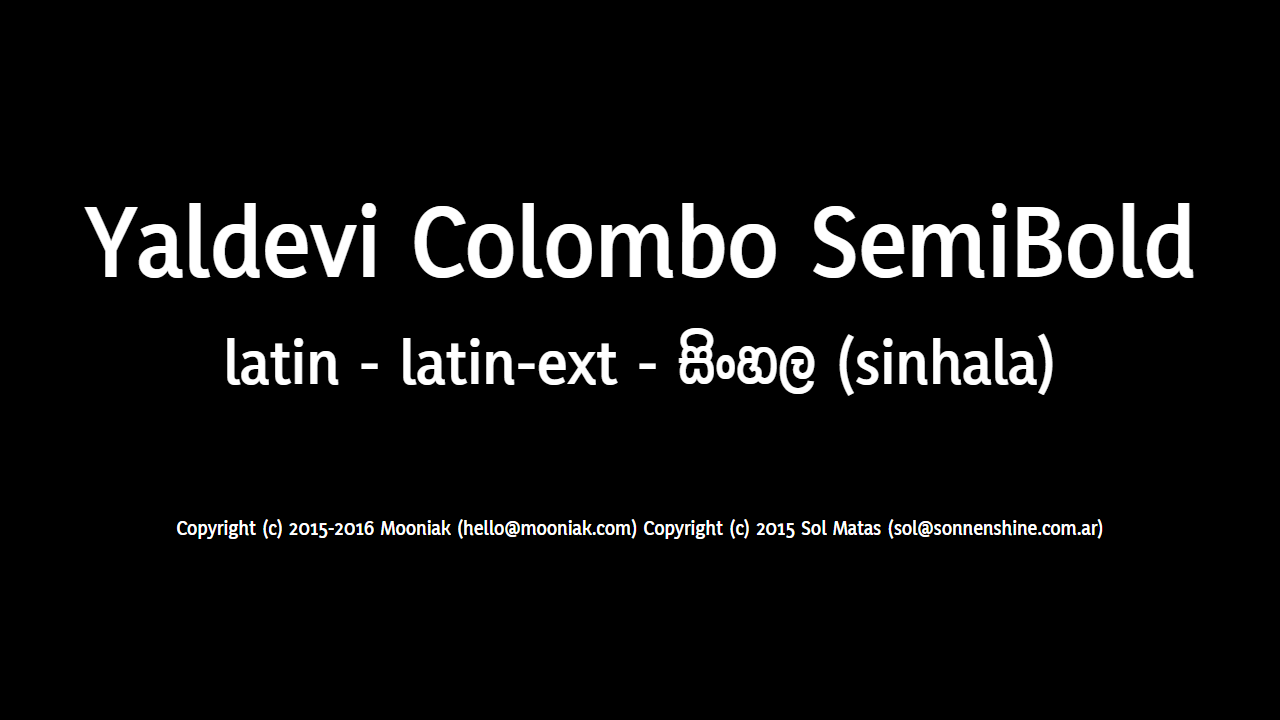 Yaldevi Colombo SemiBold
latin - latin-ext - සිංහල (sinhala)
Copyright (c) 2015-2016 Mooniak (hello@mooniak.com) Copyright (c) 2015 Sol Matas (sol@sonnenshine.com.ar)